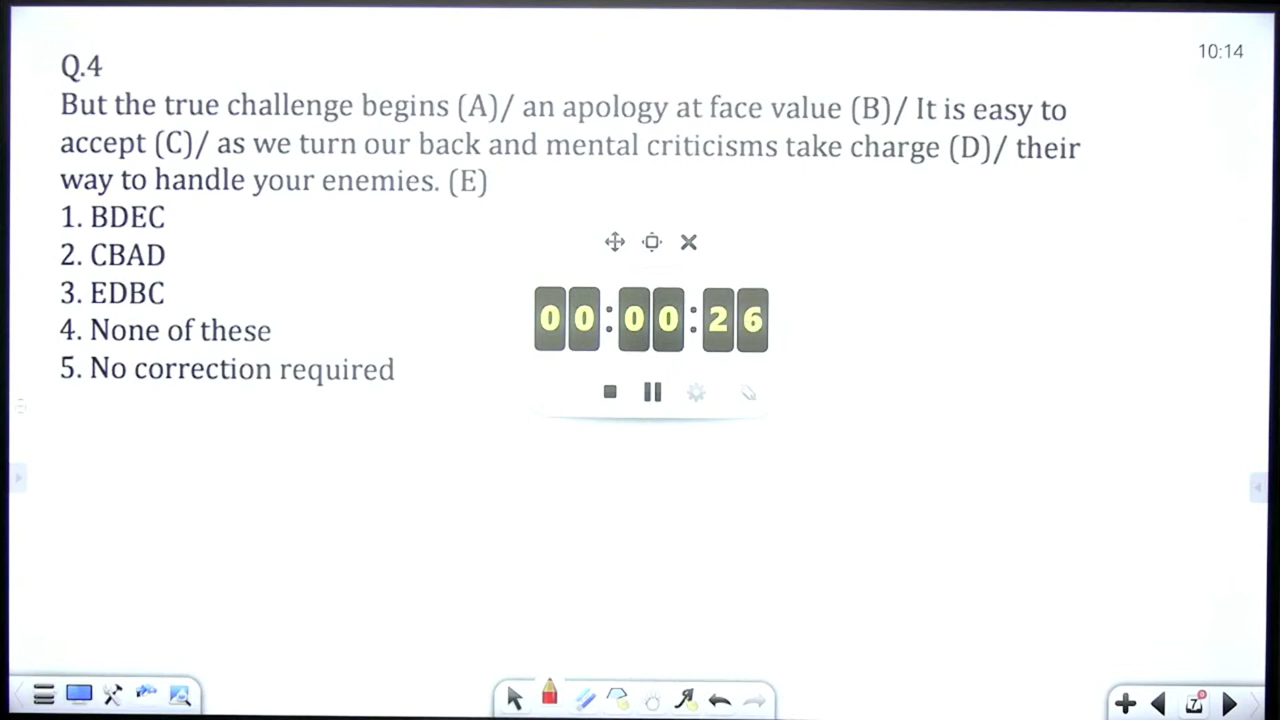 10:14
Q.4
But the true challenge begins (A)/ an apology at face value (B)/ It is easy to
accept (C)/ as we turn our back and mental criticisms take charge (D)/ their
way to handle your enemies. (E)
1. BDEC
2. CBAD
3. EDBC
4. None of these
5. No correction required
00:00:26
7